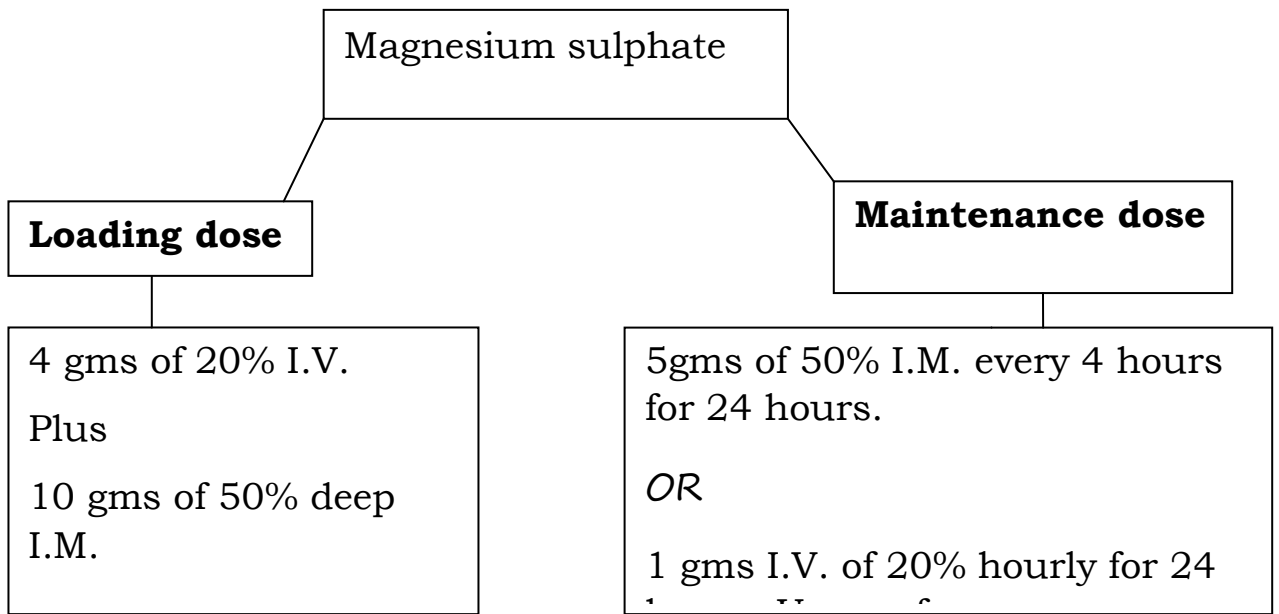 Magnesium sulphate
Loading dose
Maintenance dose
4 gms of 20% I.V.
Plus
10 gms of 50% deep
I.M.
5gms of 50% I.M. every 4 hours
for 24 hours.
OR
1 gms I.V. of 20% hourly for 24